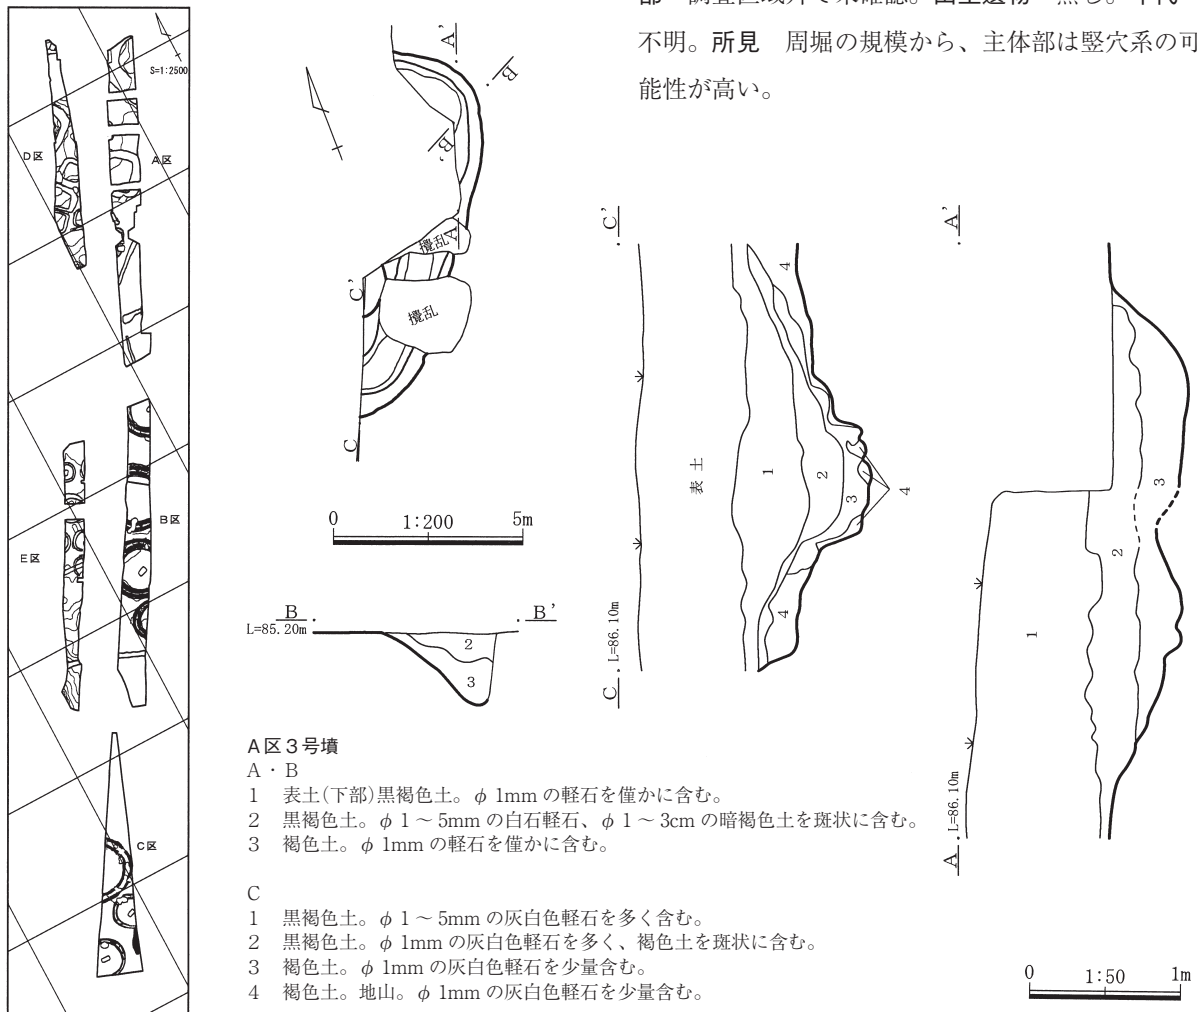 部　調査区域外で未確認。出土遺物　無し。年代
不明。所見　周堀の規模から、主体部は竪穴系の可
能性が高い。
S=1:2500
D区
A区
B区
E区
C区
A'
B
B'
A
攪乱
C'
攪乱
C
0　1:200　5m
B　B'
L=85.20m
2
3
C'
4
表土
1
2
3
4
4
C　L=86.10m
A'
3
2
1
A　L=86.10m
A区3号墳
A・B
1　表土(下部)黒褐色土。φ 1mm の軽石を僅かに含む。
2　黒褐色土。φ 1～5mm の白石軽石、φ 1～3cm の暗褐色土を斑状に含む。
3　褐色土。φ 1mm の軽石を僅かに含む。
C
1　黒褐色土。φ 1～5mm の灰白色軽石を多く含む。
2　黒褐色土。φ 1mm の灰白色軽石を多く、褐色土を斑状に含む。
3　褐色土。φ 1mm の灰白色軽石を少量含む。
4　褐色土。地山。φ 1mm の灰白色軽石を少量含む。
0　1:50　1m